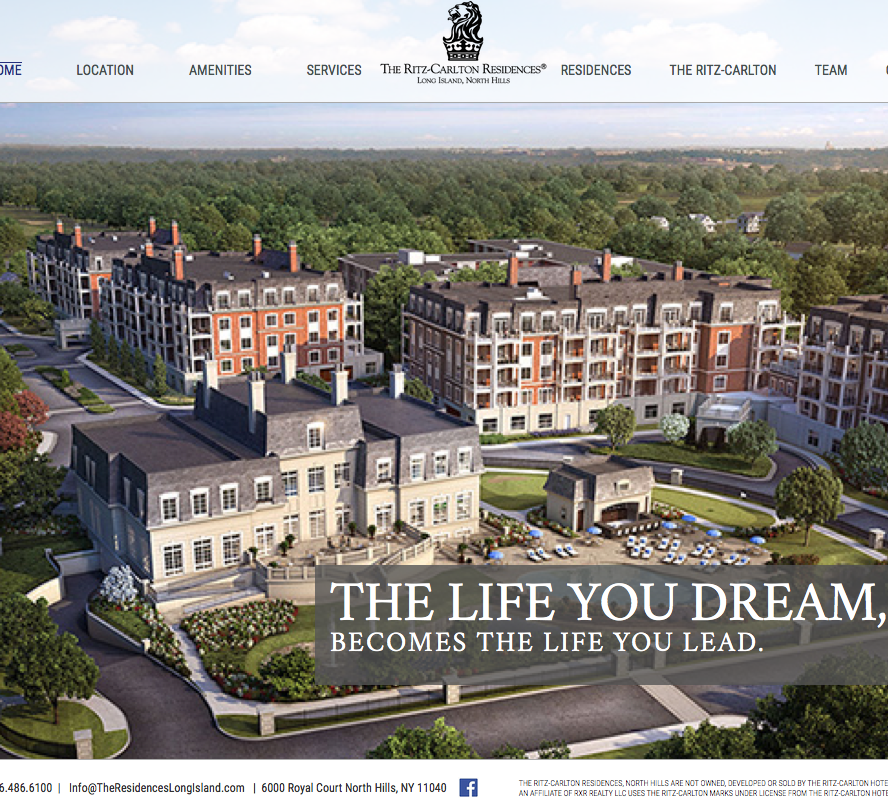 OME LOCATION AMENITIES SERVICES THE RITZ-CARLTON RESIDENCES® RESIDENCES THE RITZ-CARLTON TEAM
LONG ISLAND, NORTH HILLS
THE LIFE YOU DREAM,
BECOMES THE LIFE YOU LEAD.
6.486.6100 | Info@TheResidencesLongIsland.com | 6000 Royal Court North Hills, NY 11040 f
THE RITZ-CARLTON RESIDENCES, NORTH HILLS ARE NOT OWNED, DEVELOPED OR SOLD BY THE RITZ-CARLTON HOTE
AN AFFILIATE OF RXR REALTY LLC USES THE RITZ-CARLTON MARKS UNDER LICENSE FROM THE RITZ-CARLTON HOTE